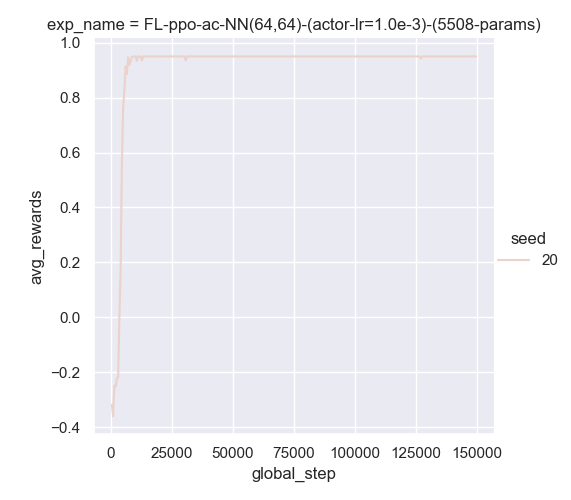 exp_name = FL-ppo-ac-NN(64,64)-(actor-lr=1.0e-3)-(5508-params)
1.0
0.8
0.6
0.4
0.2
0.0
−0.2
−0.4
avg_rewards
0 25000 50000 75000 100000 125000 150000
global_step
seed
20